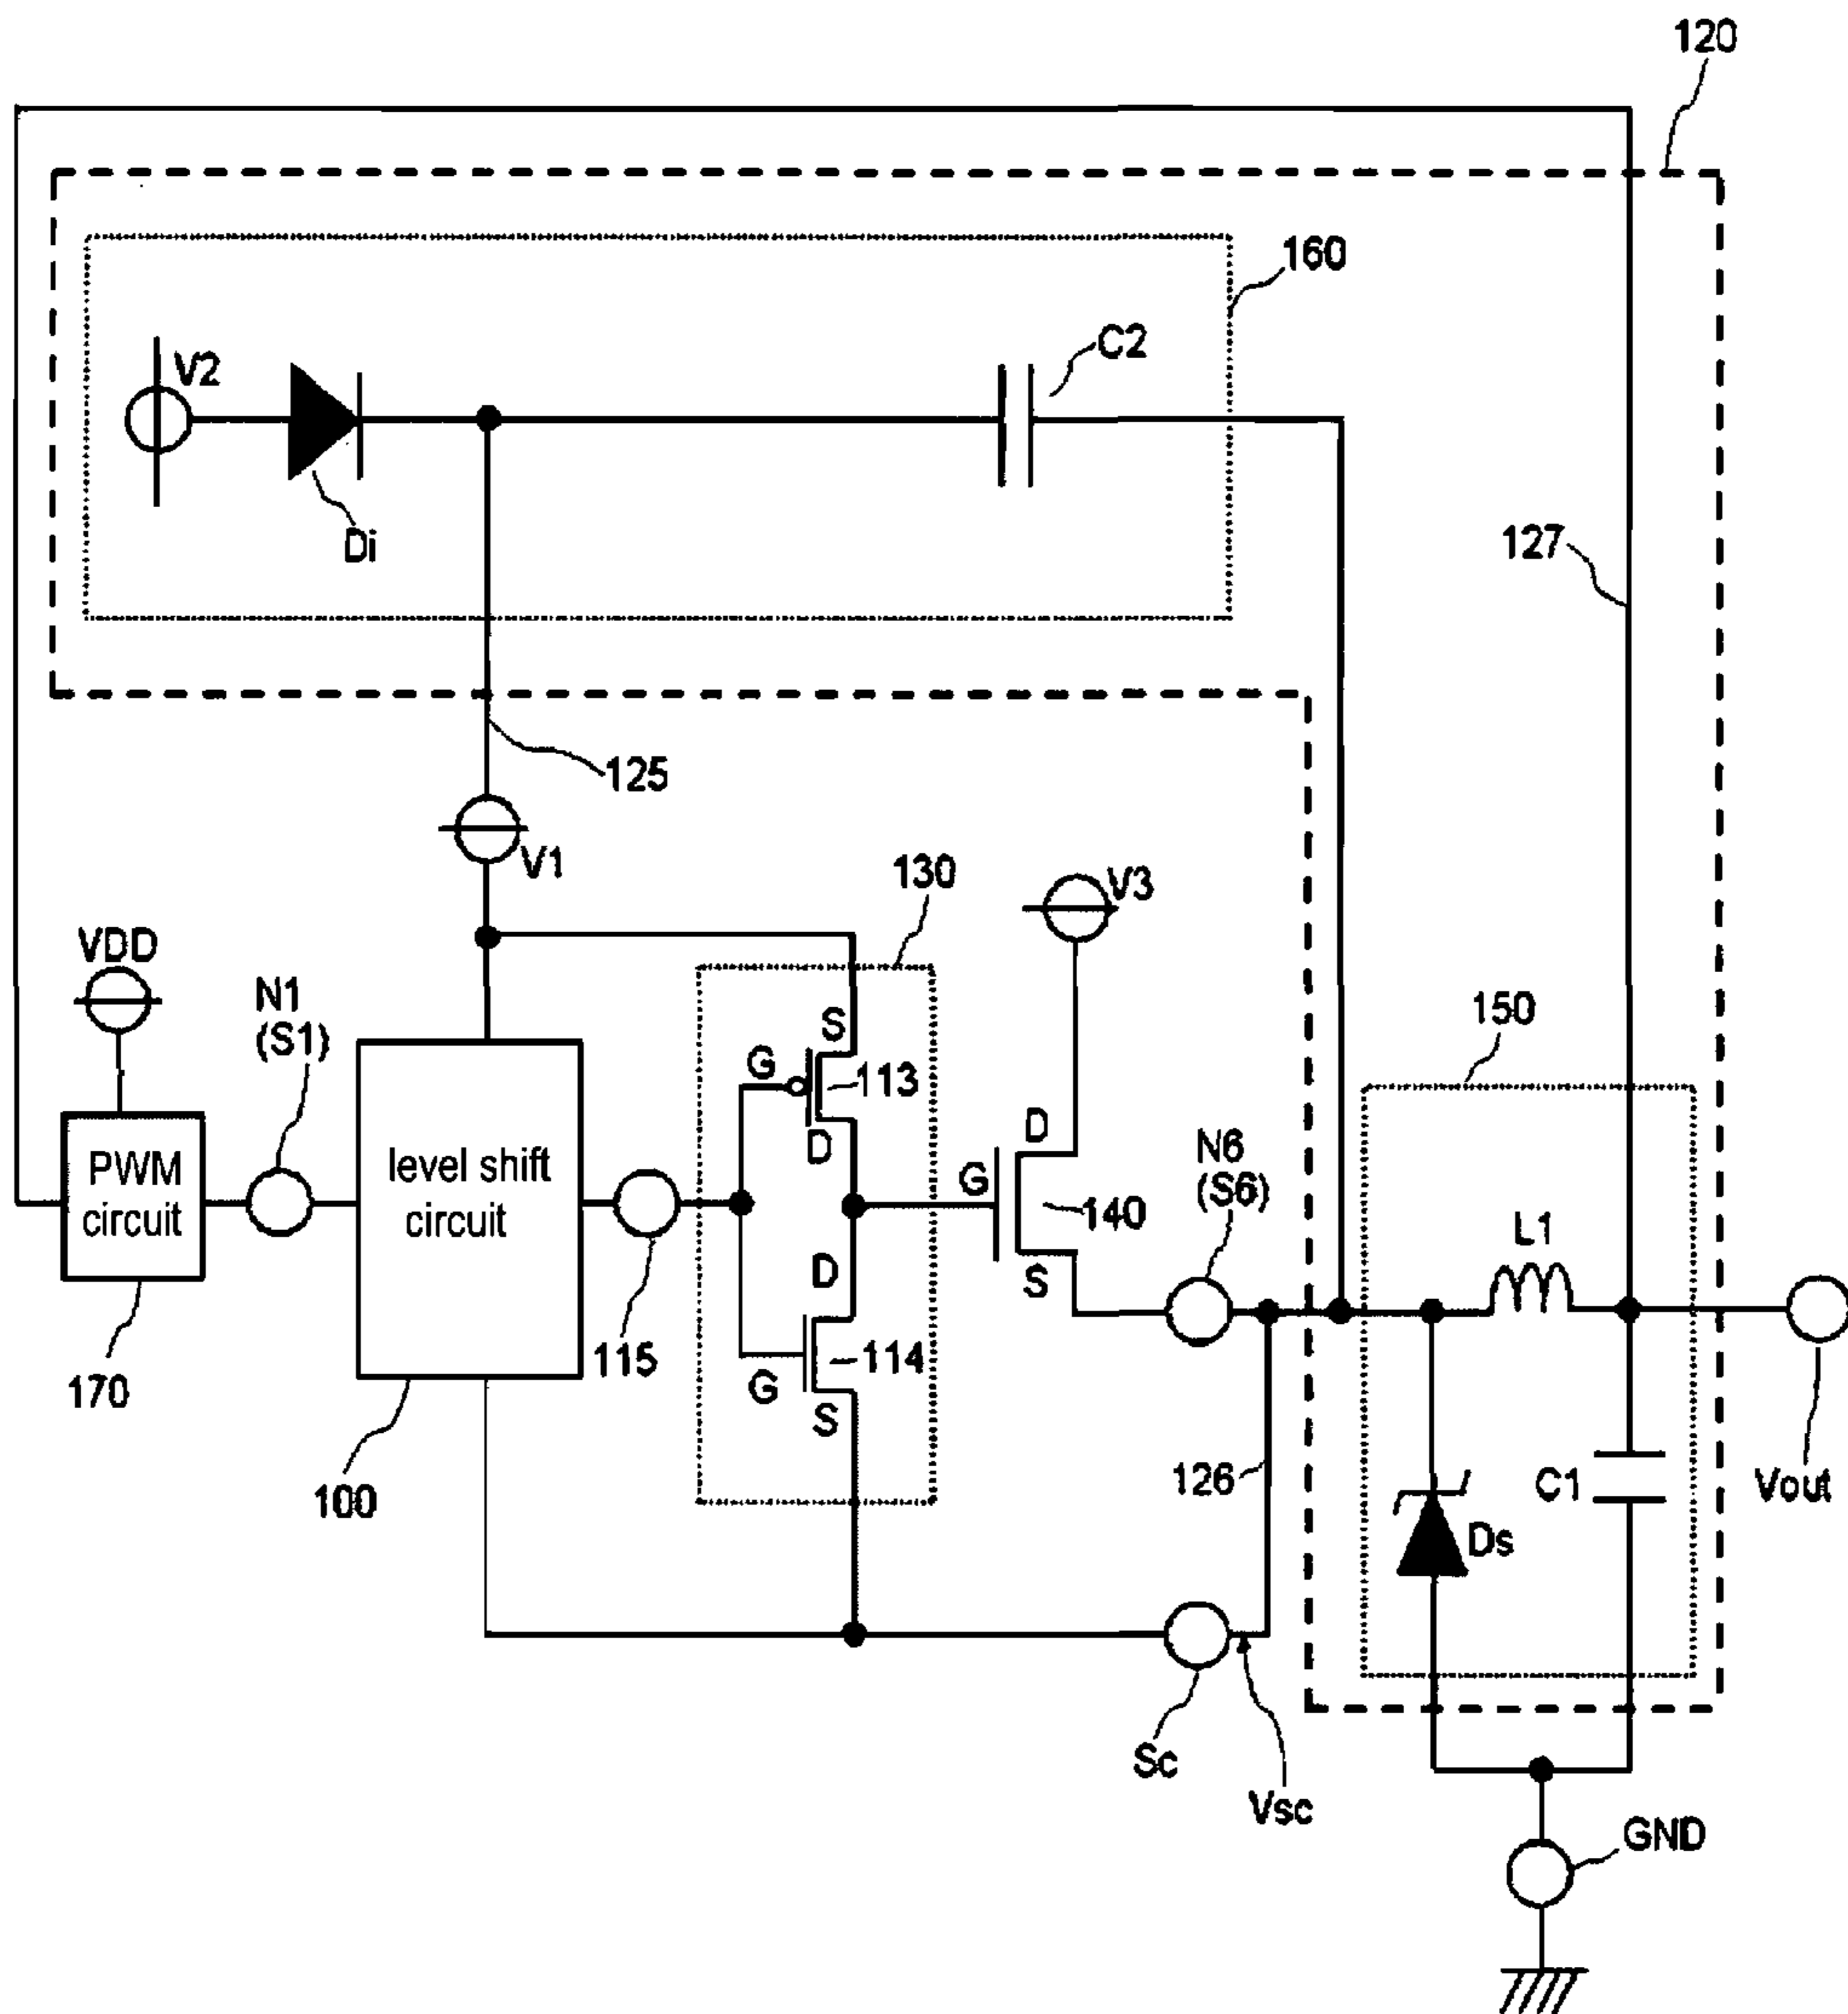 120
160
V2
C2
Di
127
125
V1
130
V3
VDD
N1
(S1)
150
S
G
113
D
D
N6
(S6)
PWM
circuit
level shift
circuit
G
140
L1
D
S
115
114
170
G
S
126
C1
Vout
100
Ds
Sc
Vsc
GND